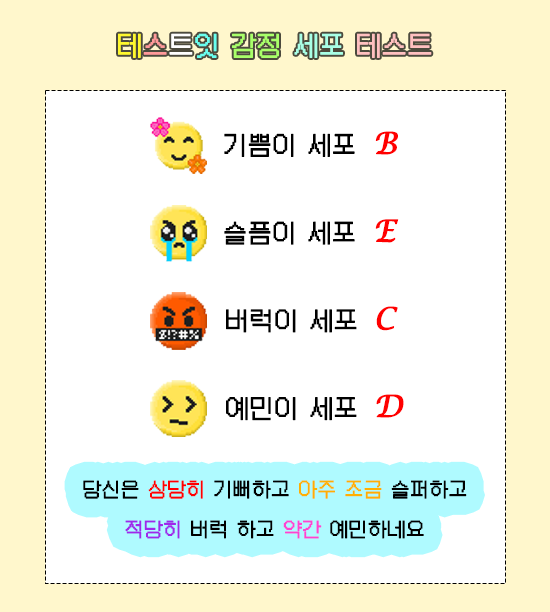 테스트잇 감정 세포 테스트
기쁨이 세포 B
슬픔이 세포 E
버럭이 세포 C
$!?#%
예민이 세포 D
당신은 상당히 기뻐하고 아주 조금 슬퍼하고
적당히 버럭 하고 약간 예민하네요